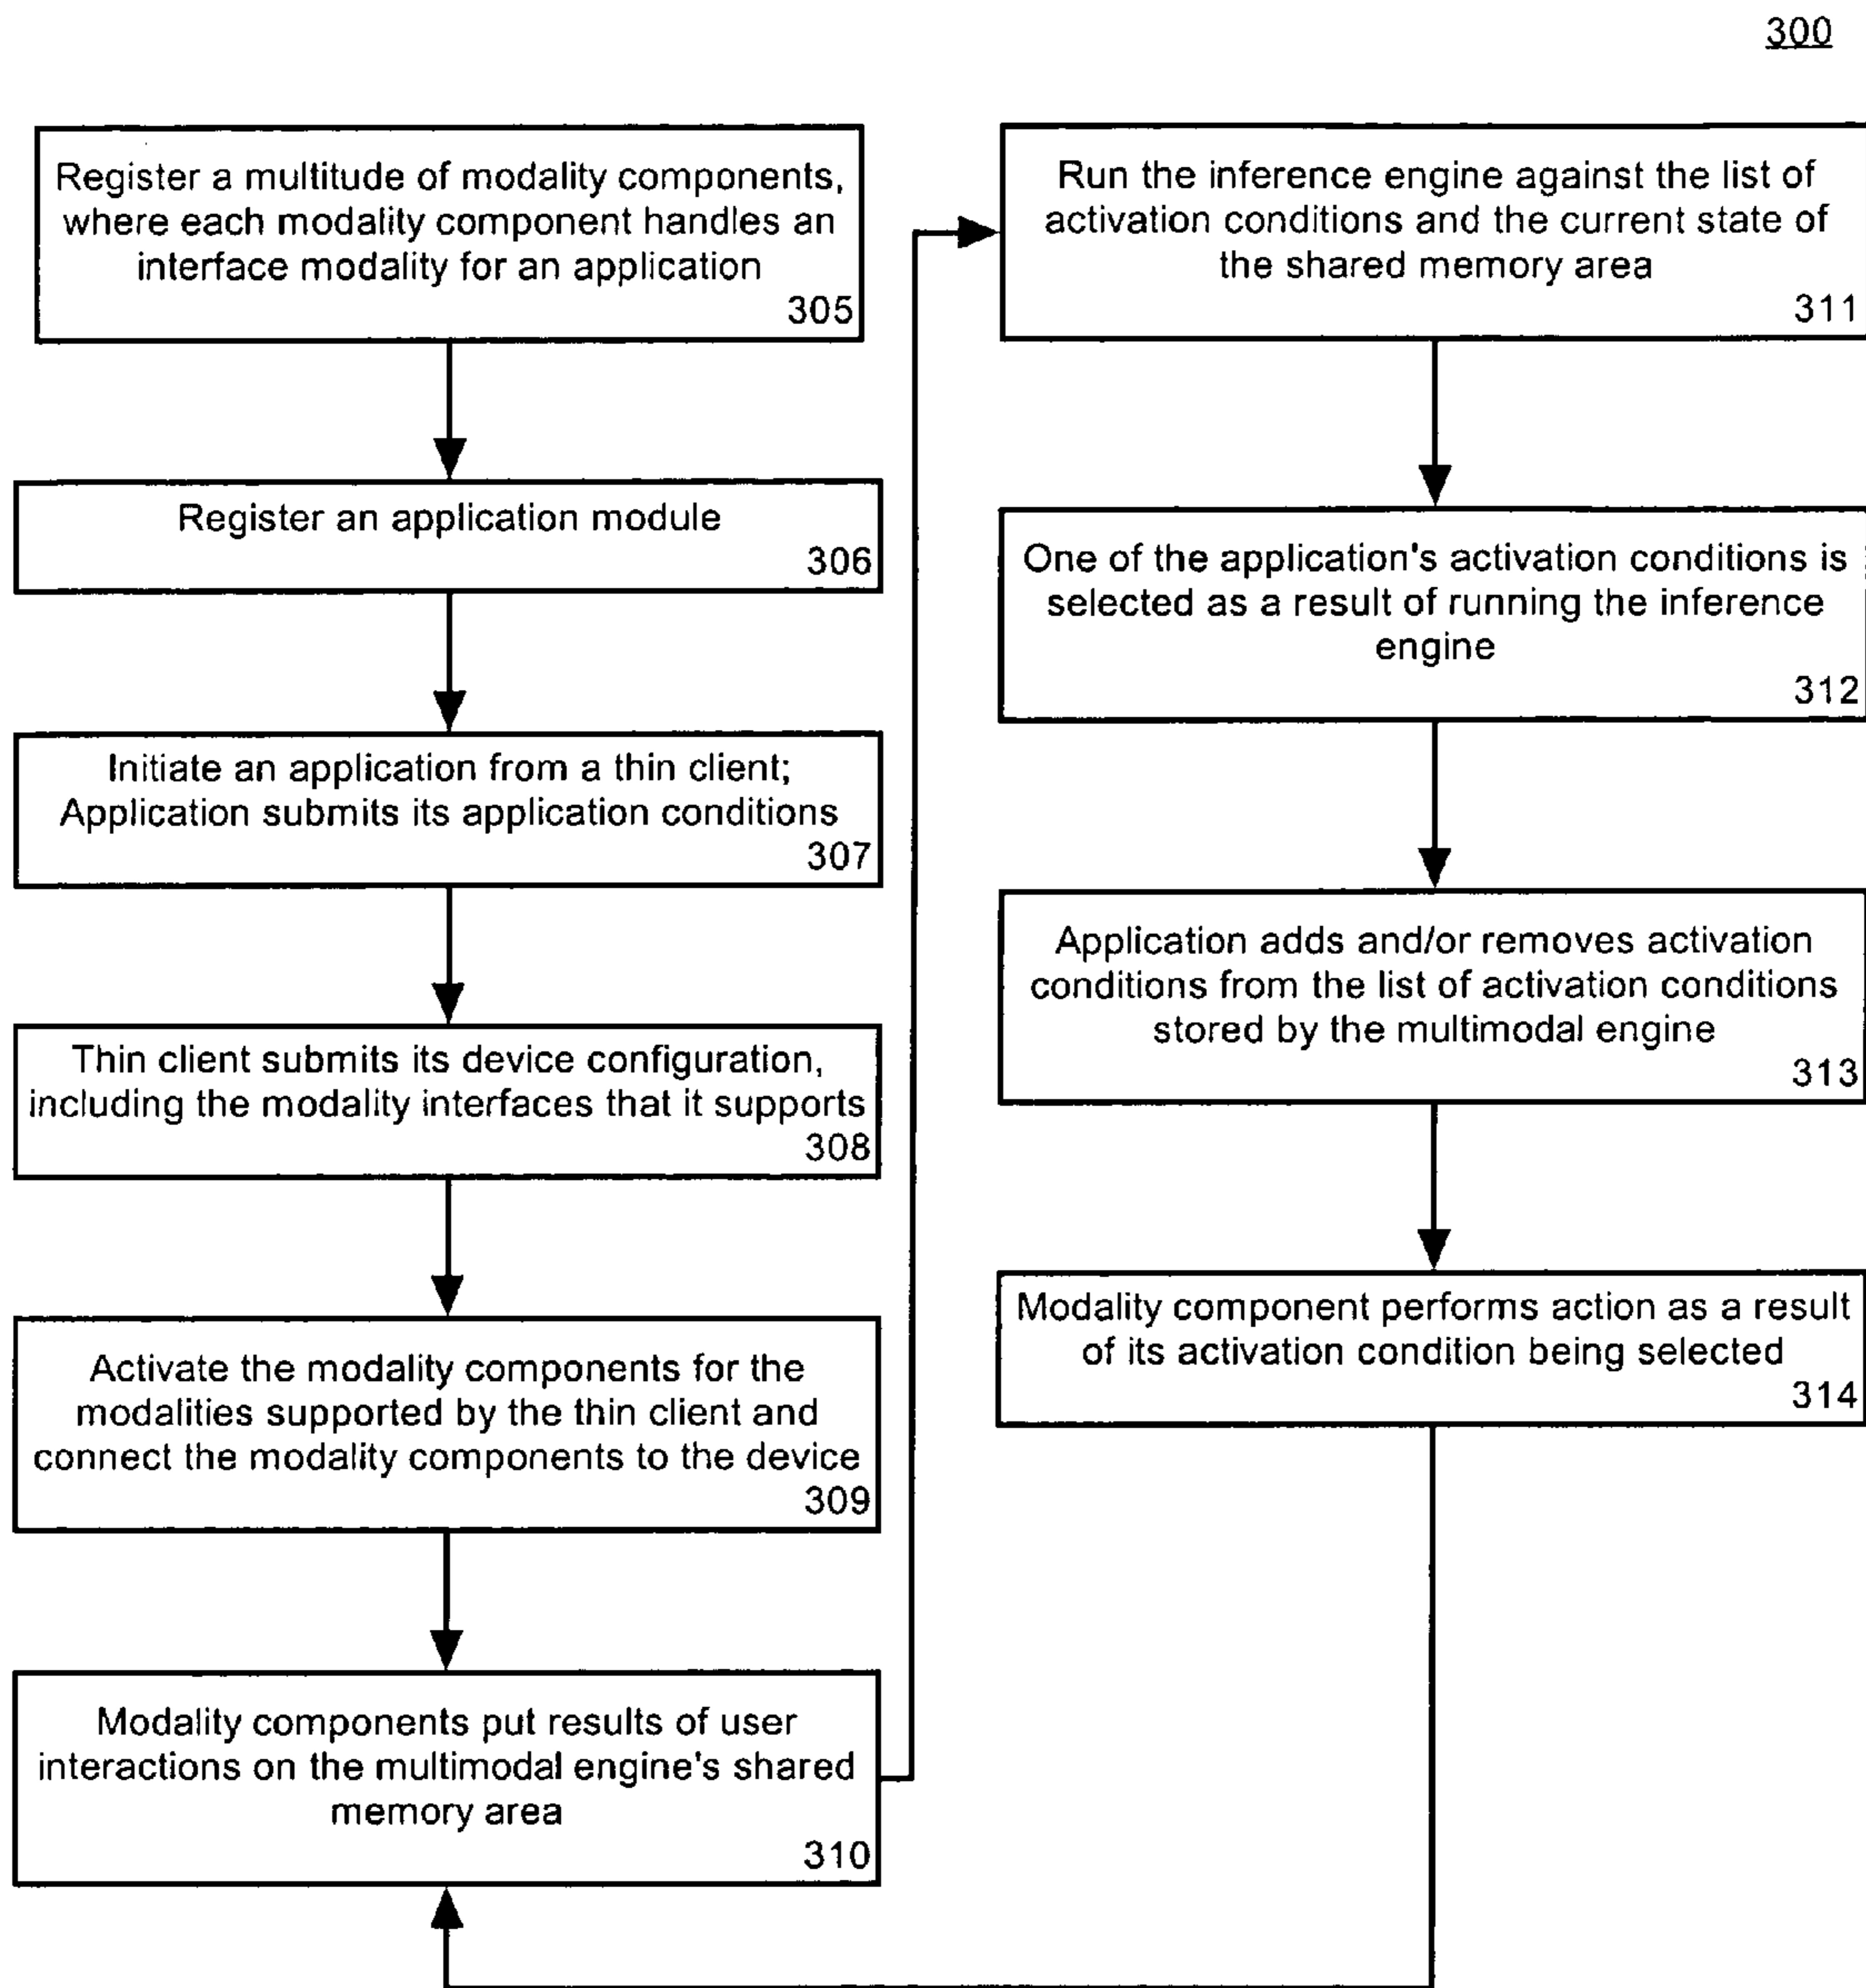 300
Register a multitude of modality components,
where each modality component handles an
interface modality for an application
305
Register an application module
306
Initiate an application from a thin client;
Application submits its application conditions
307
Thin client submits its device configuration,
including the modality interfaces that it supports
308
Activate the modality components for the
modalities supported by the thin client and
connect the modality components to the device
309
Modality components put results of user
interactions on the multimodal engine's shared
memory area
310
Run the inference engine against the list of
activation conditions and the current state of
the shared memory area
311
One of the application's activation conditions is
selected as a result of running the inference
engine
312
Application adds and/or removes activation
conditions from the list of activation conditions
stored by the multimodal engine
313
Modality component performs action as a result
of its activation condition being selected
314